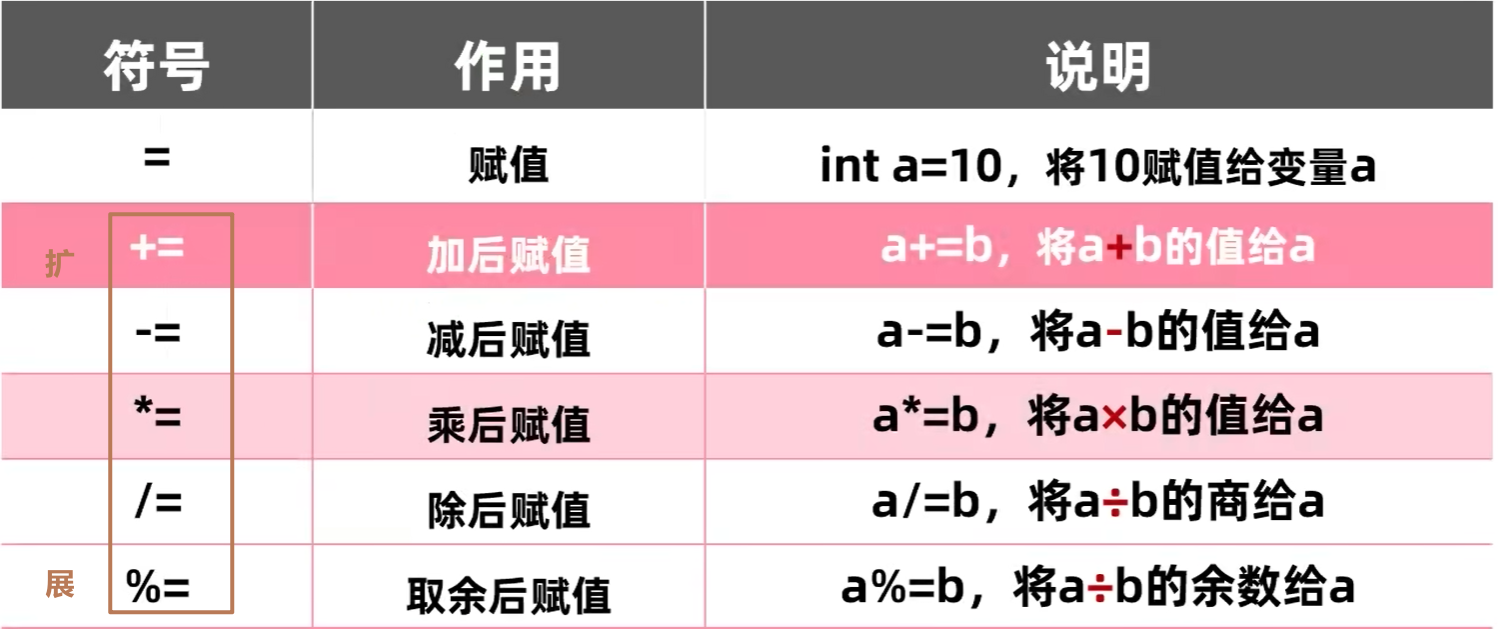 符号 作用 说明
= 赋值 int a=10，将10赋值给变量a
扩 += 加后赋值 a+=b，将a+b的值给a
-= 减后赋值 a-=b，将a-b的值给a
*= 乘后赋值 a*=b，将a×b的值给a
/= 除后赋值 a/=b，将a÷b的商给a
展 %= 取余后赋值 a%=b，将a÷b的余数给a